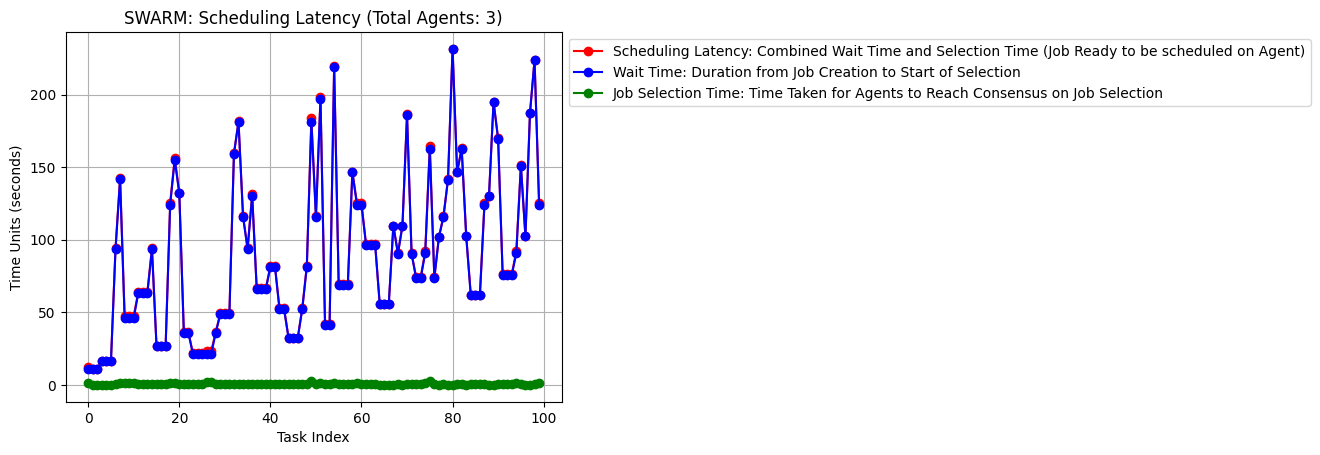 SWARM: Scheduling Latency (Total Agents: 3)
Scheduling Latency: Combined Wait Time and Selection Time (Job Ready to be scheduled on Agent)
Wait Time: Duration from Job Creation to Start of Selection
Job Selection Time: Time Taken for Agents to Reach Consensus on Job Selection
Time Units (seconds)
200
150
100
50
0
0 20 40 60 80 100
Task Index